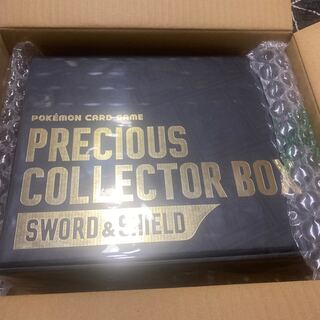 POKÉMON CARD GAME
PRECIOUS
COLLECTOR BOX
SWORD & SHIELD